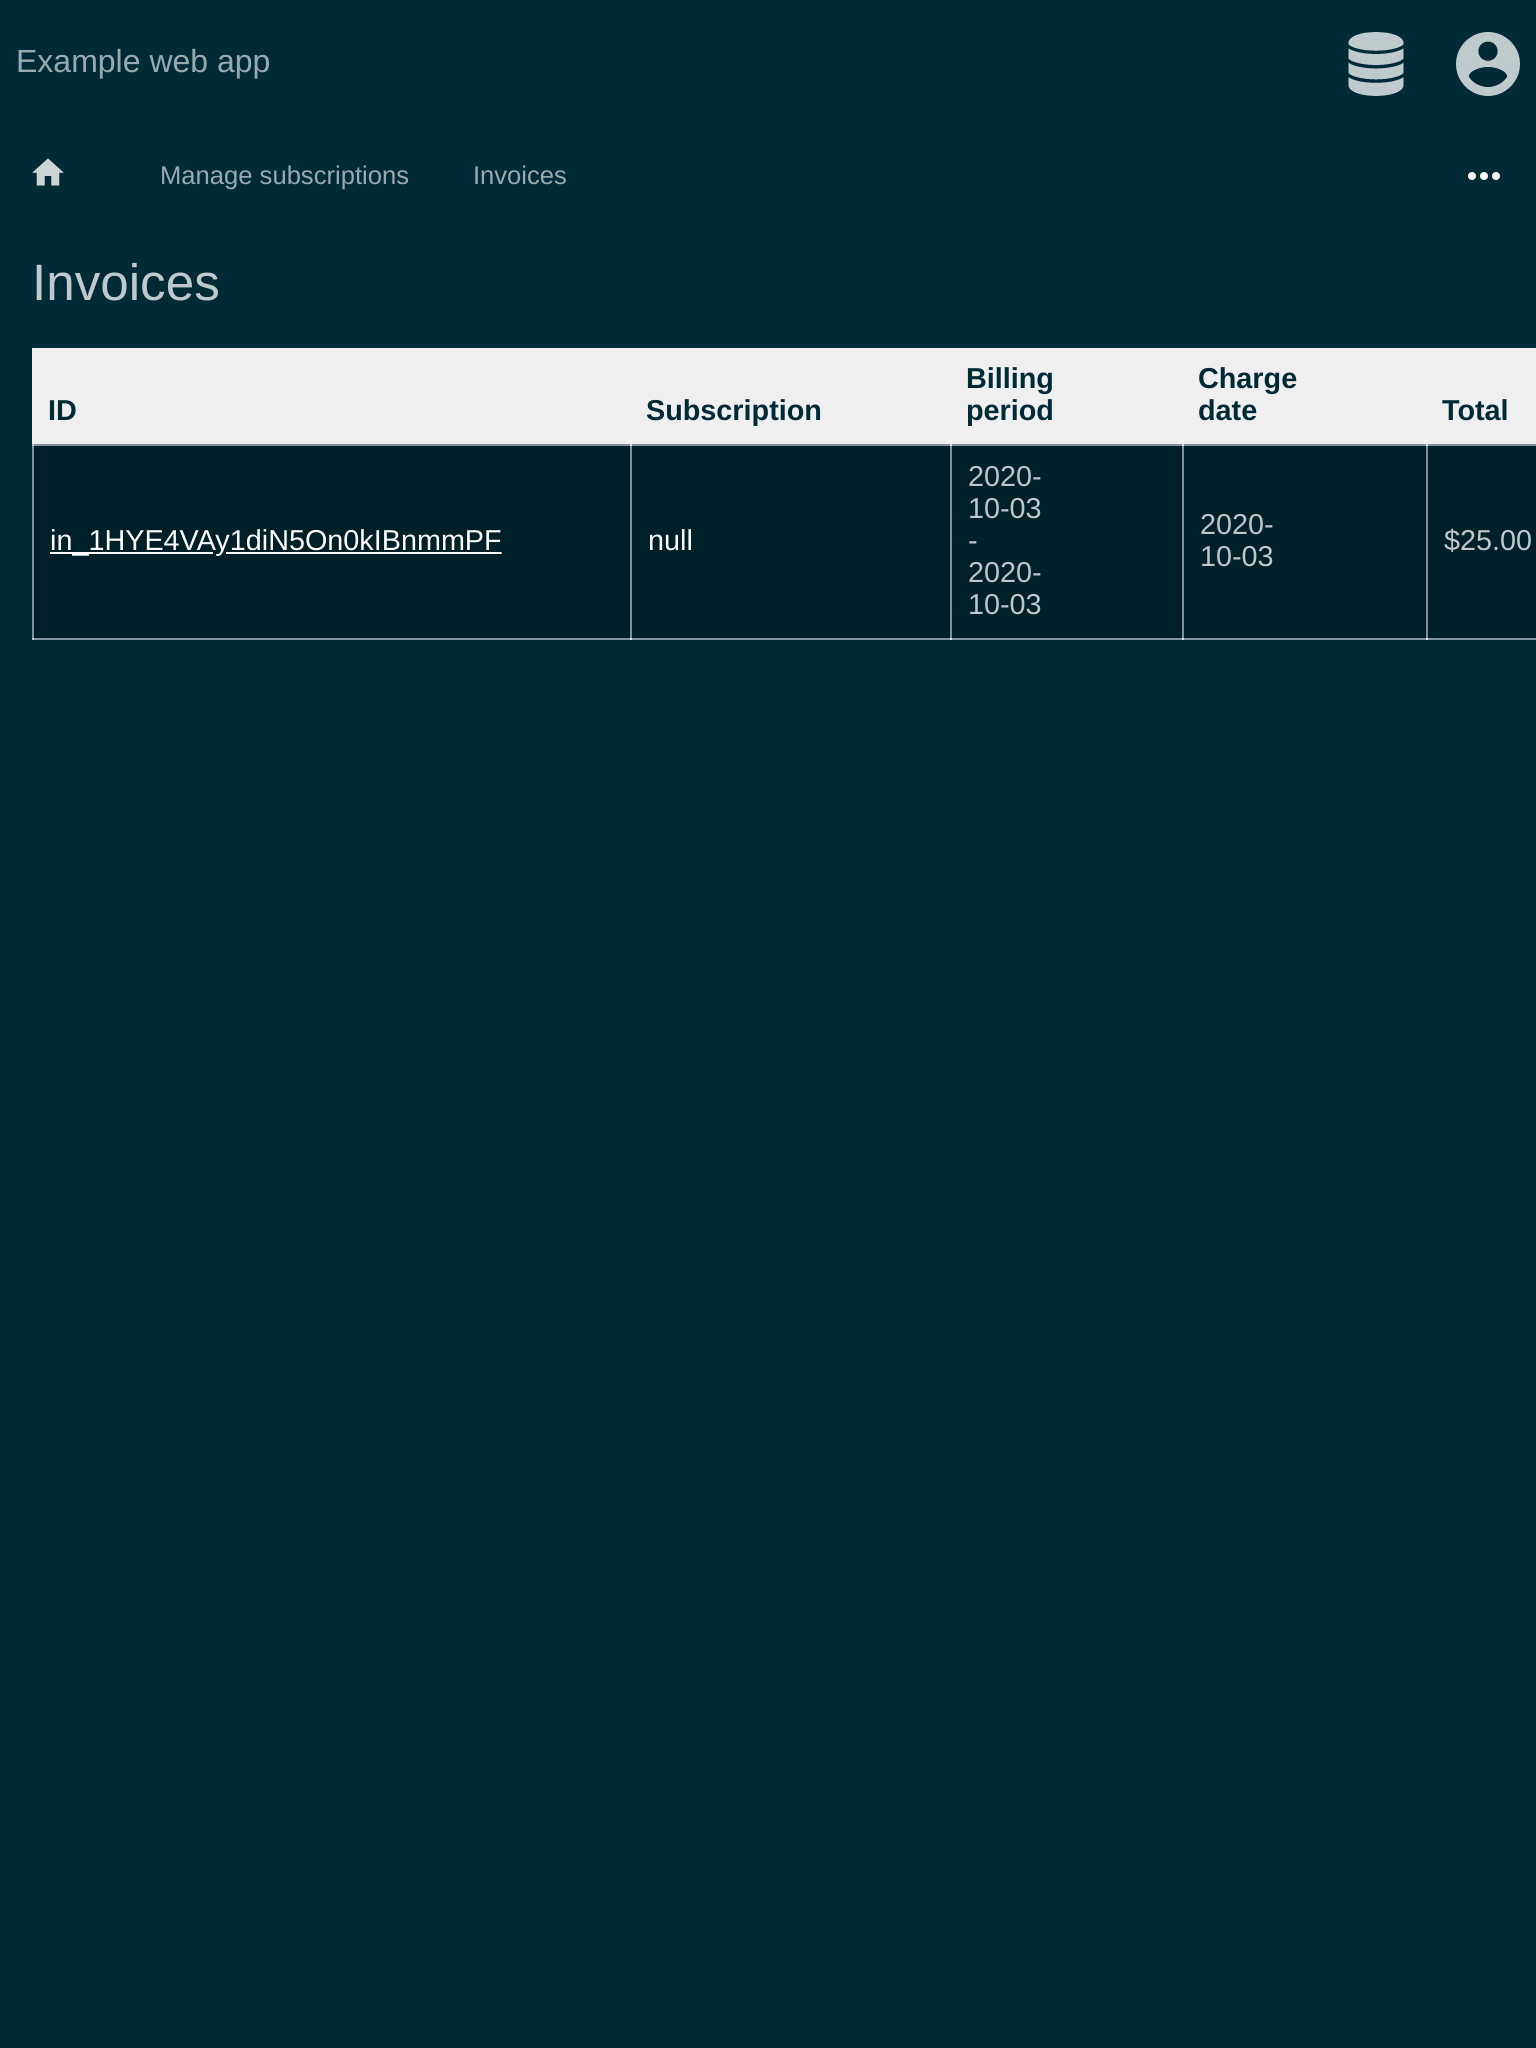 Example web app
Manage subscriptions Invoices
Invoices
ID Subscription Billing period Charge date Total
in_1HYE4VAy1diN5On0kIBnmmPF null 2020-10-03 - 2020-10-03 2020-10-03 $25.00